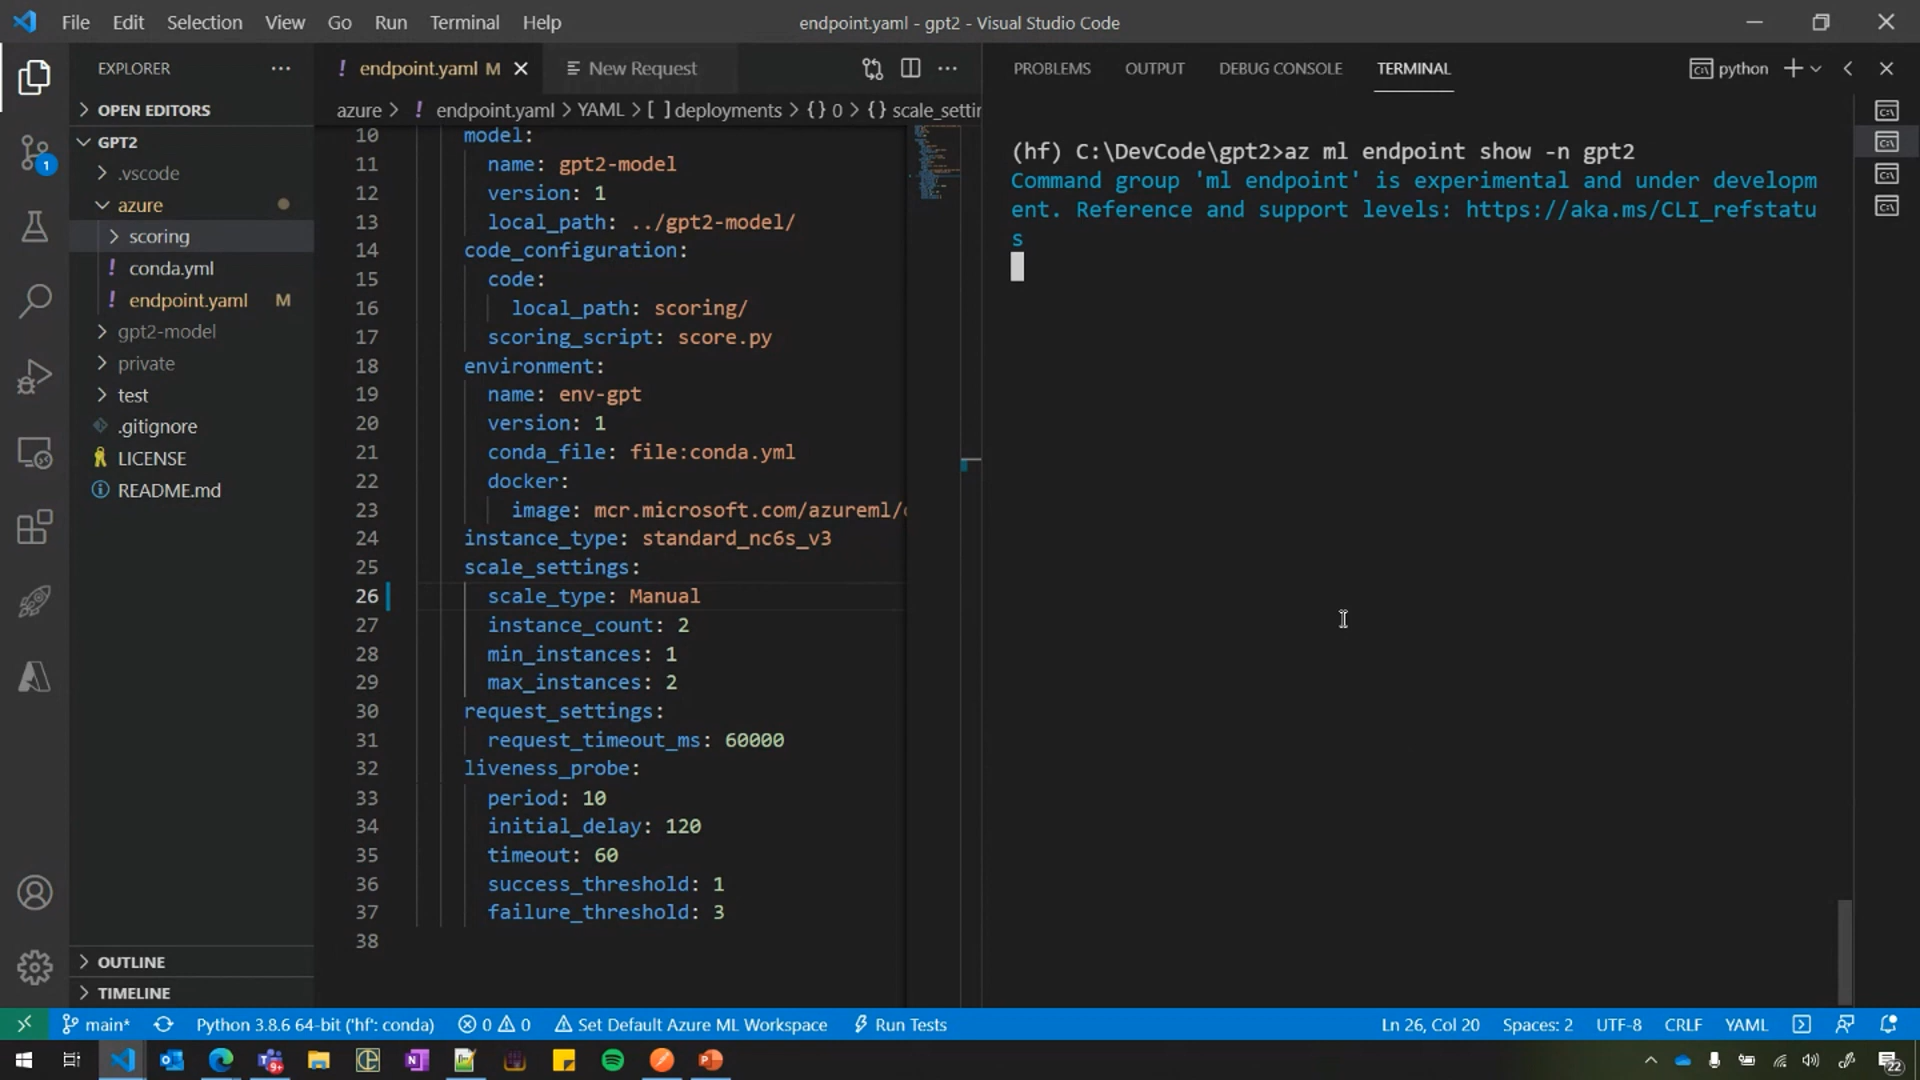 File Edit Selection View Go Run Terminal Help
endpoint.yaml - gpt2 - Visual Studio Code
EXPLORER
OPEN EDITORS
GPT2
.vscode
azure
scoring
! conda.yml
! endpoint.yaml M
gpt2-model
private
test
.gitignore
LICENSE
README.md
OUTLINE
TIMELINE
1
! endpoint.yaml M
New Request
azure > ! endpoint.yaml > YAML > [ ] deployments > {} 0 > {} scale_settin
10 model:
11 name: gpt2-model
12 version: 1
13 local_path: ../gpt2-model/
14 code_configuration:
15 code:
16 local_path: scoring/
17 scoring_script: score.py
18 environment:
19 name: env-gpt
20 version: 1
21 conda_file: file:conda.yml
22 docker:
23 image: mcr.microsoft.com/azureml/
24 instance_type: standard_nc6s_v3
25 scale_settings:
26 scale_type: Manual
27 instance_count: 2
28 min_instances: 1
29 max_instances: 2
30 request_settings:
31 request_timeout_ms: 60000
32 liveness_probe:
33 period: 10
34 initial_delay: 120
35 timeout: 60
36 success_threshold: 1
37 failure_threshold: 3
38
PROBLEMS OUTPUT DEBUG CONSOLE TERMINAL
python
(hf) C:\DevCode\gpt2>az ml endpoint show -n gpt2
Command group 'ml endpoint' is experimental and under developm
ent. Reference and support levels: https://aka.ms/CLI_refstatu
s
main* Python 3.8.6 64-bit ('hf': conda) 0 0 Set Default Azure ML Workspace Run Tests
Ln 26, Col 20 Spaces: 2 UTF-8 CRLF YAML
9+
22